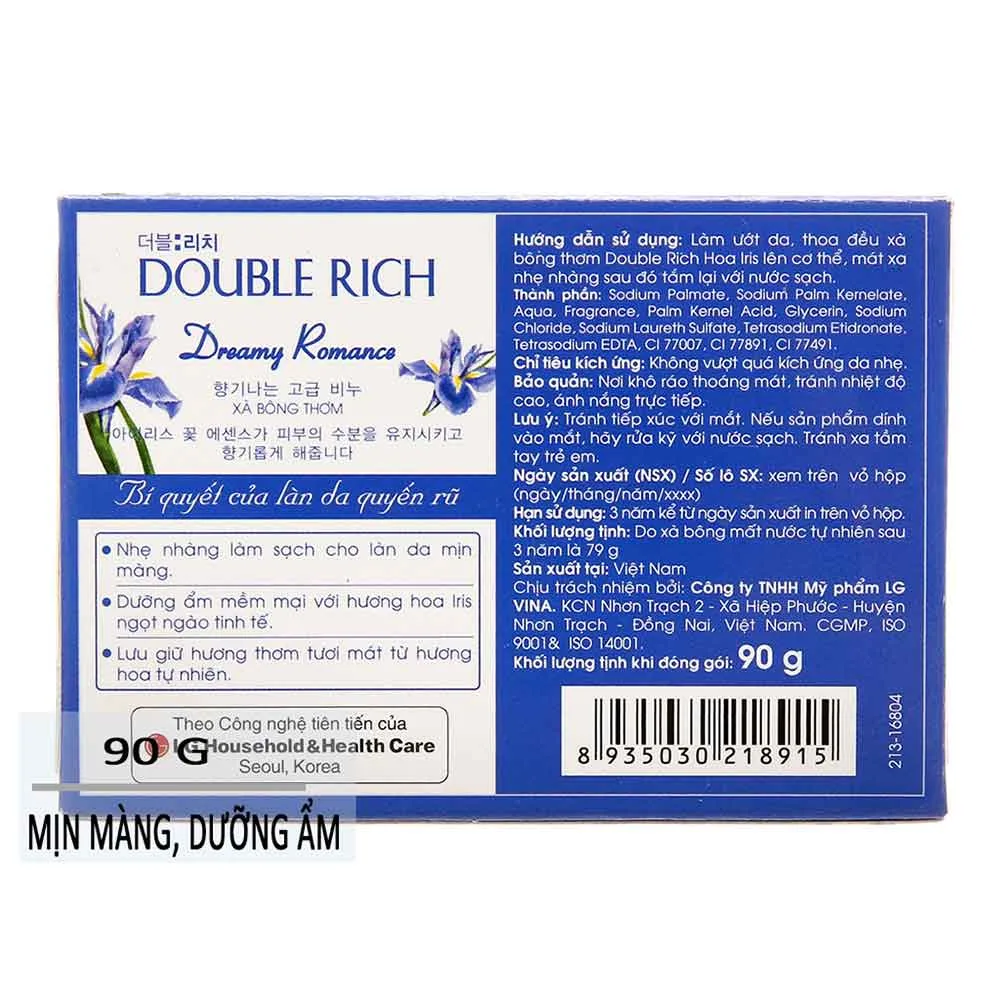 더블:리치
DOUBLE RICH
Dreamy Romance
향기나는 고급 비누
XÀ BÔNG THƠM
아이리스 꽃 에센스가 피부의 수분을 유지시키고
향기롭게 해줍니다
Bí quyết của làn da quyến rũ
• Nhẹ nhàng làm sạch cho làn da mịn
màng.
• Dưỡng ẩm mềm mại với hương hoa Iris
ngọt ngào tinh tế.
• Lưu giữ hương thơm tươi mát từ hương
hoa tự nhiên.
Theo Công nghệ tiên tiến của
LG Household & Health Care
Seoul, Korea
90 G
MỊN MÀNG, DƯỠNG ẨM
Hướng dẫn sử dụng: Làm ướt da, thoa đều xà
bông thơm Double Rich Hoa Iris lên cơ thể, mát xa
nhẹ nhàng sau đó tắm lại với nước sạch.
Thành phần: Sodium Palmate, Sodium Palm Kernelate,
Aqua, Fragrance, Palm Kernel Acid, Glycerin, Sodium
Chloride, Sodium Laureth Sulfate, Tetrasodium Etidronate,
Tetrasodium EDTA, CI 77007, CI 77891, CI 77491.
Chỉ tiêu kích ứng: Không vượt quá kích ứng da nhẹ.
Bảo quản: Nơi khô ráo thoáng mát, tránh nhiệt độ
cao, ánh nắng trực tiếp.
Lưu ý: Tránh tiếp xúc với mắt. Nếu sản phẩm dính
vào mắt, hãy rửa kỹ với nước sạch. Tránh xa tầm
tay trẻ em.
Ngày sản xuất (NSX) / Số lô SX: xem trên vỏ hộp
(ngày/tháng/năm/xxxx)
Hạn sử dụng: 3 năm kể từ ngày sản xuất in trên vỏ hộp.
Khối lượng tịnh: Do xà bông mất nước tự nhiên sau
3 năm là 79 g
Sản xuất tại: Việt Nam
Chịu trách nhiệm bởi: Công ty TNHH Mỹ phẩm LG
VINA. KCN Nhơn Trạch 2 - Xã Hiệp Phước - Huyện
Nhơn Trạch - Đồng Nai, Việt Nam. CGMP, ISO
9001& ISO 14001.
Khối lượng tịnh khi đóng gói: 90 g
8 935030 218915
213-16804